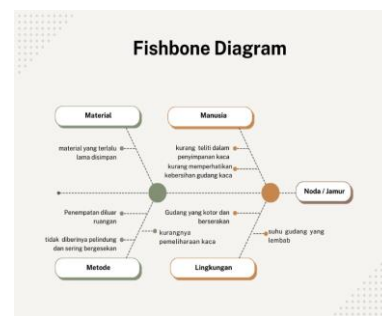 Fishbone Diagram
Material
Manusia
material yang terlalu
lama disimpan
kurang teliti dalam
penyimpanan kaca
kurang memperhatikan
kebersihan gudang kaca
Noda / Jamur
Penempatan diluar
ruangan
tidak diberinya pelindung
dan sering bergesekan
kurangnya
pemeliharaan kaca
Gudang yang kotor dan
berserakan
suhu gudang yang
lembab
Metode
Lingkungan